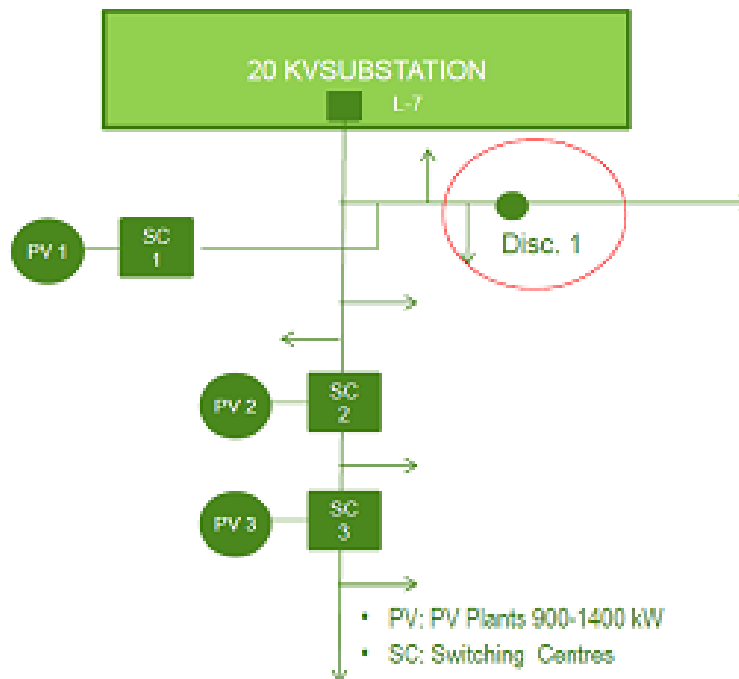 20 KVSUBSTATION
L-7
PV 1
SC
1
Disc. 1
PV 2
SC
2
PV 3
SC
3
• PV: PV Plants 900-1400 kW
• SC: Switching Centres